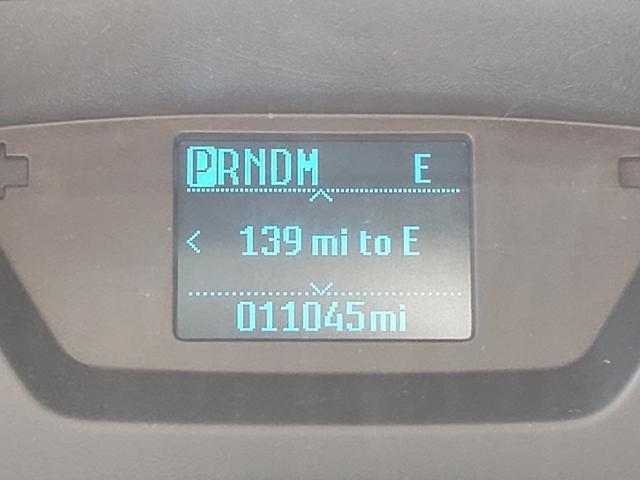 PRNDM E
< 139 mi to E
011045mi